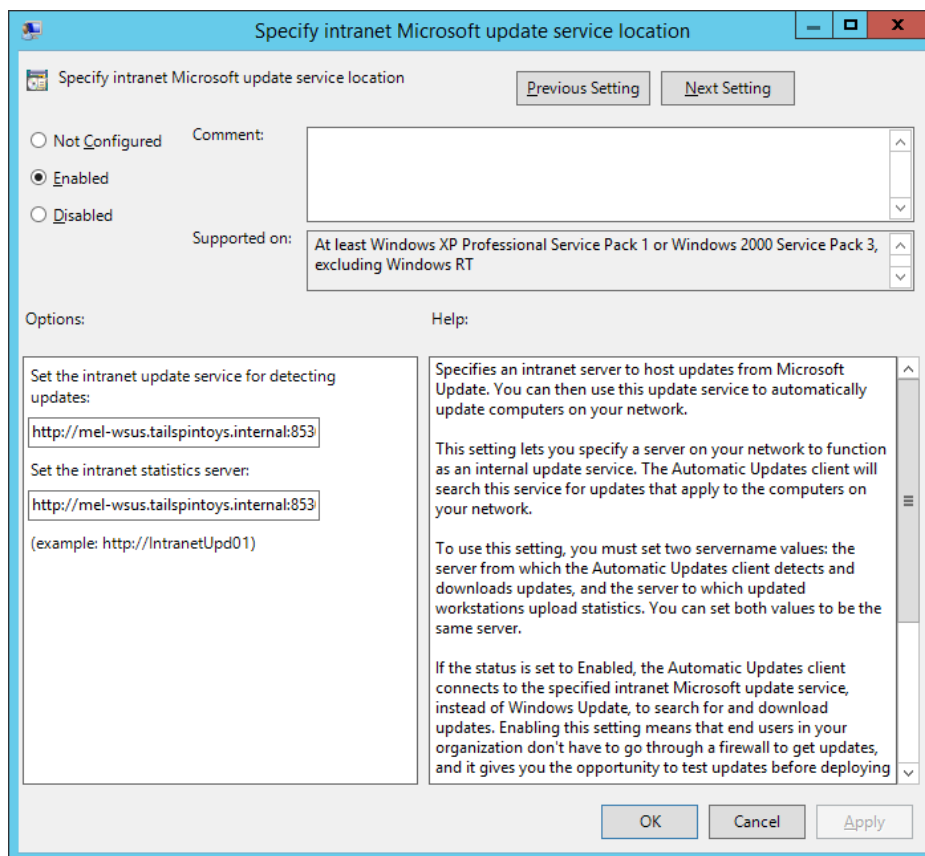 Specify intranet Microsoft update service location
Specify intranet Microsoft update service location
Previous Setting
Next Setting
Not Configured
Comment:
Enabled
Disabled
Supported on:
At least Windows XP Professional Service Pack 1 or Windows 2000 Service Pack 3,
excluding Windows RT
Options:
Help:
Set the intranet update service for detecting
updates:
http://mel-wsus.tailspintoys.internal:853
Set the intranet statistics server:
http://mel-wsus.tailspintoys.internal:853
(example: http://IntranetUpd01)
Specifies an intranet server to host updates from Microsoft
Update. You can then use this update service to automatically
update computers on your network.
This setting lets you specify a server on your network to function
as an internal update service. The Automatic Updates client will
search this service for updates that apply to the computers on
your network.
To use this setting, you must set two servername values: the
server from which the Automatic Updates client detects and
downloads updates, and the server to which updated
workstations upload statistics. You can set both values to be the
same server.
If the status is set to Enabled, the Automatic Updates client
connects to the specified intranet Microsoft update service,
instead of Windows Update, to search for and download
updates. Enabling this setting means that end users in your
organization don't have to go through a firewall to get updates,
and it gives you the opportunity to test updates before deploying
OK
Cancel
Apply